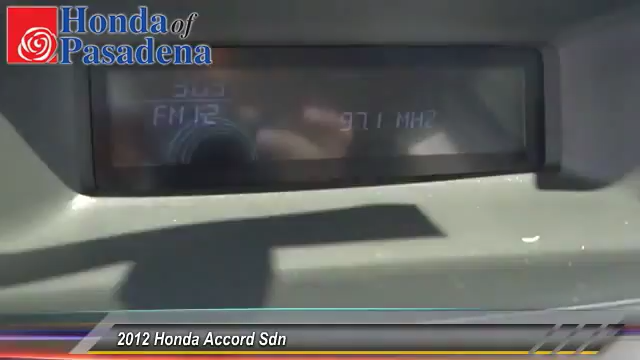 Honda of
Pasadena
FM12
97.1 MHZ
2012 Honda Accord Sdn